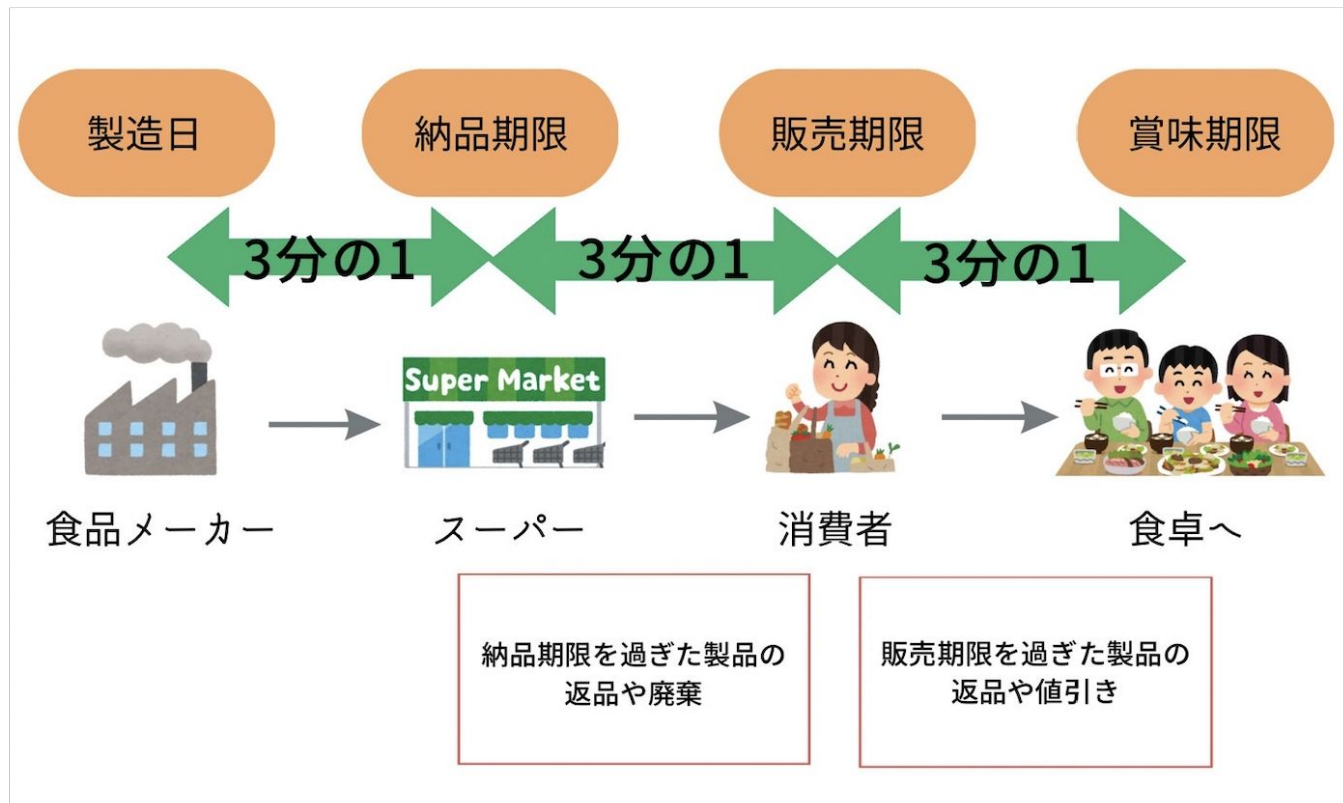 製造日
納品期限
販売期限
賞味期限
3分の1
3分の1
3分の1
Super Market
食品メーカー
スーパー
消費者
食卓へ
納品期限を過ぎた製品の
返品や廃棄
販売期限を過ぎた製品の
返品や値引き